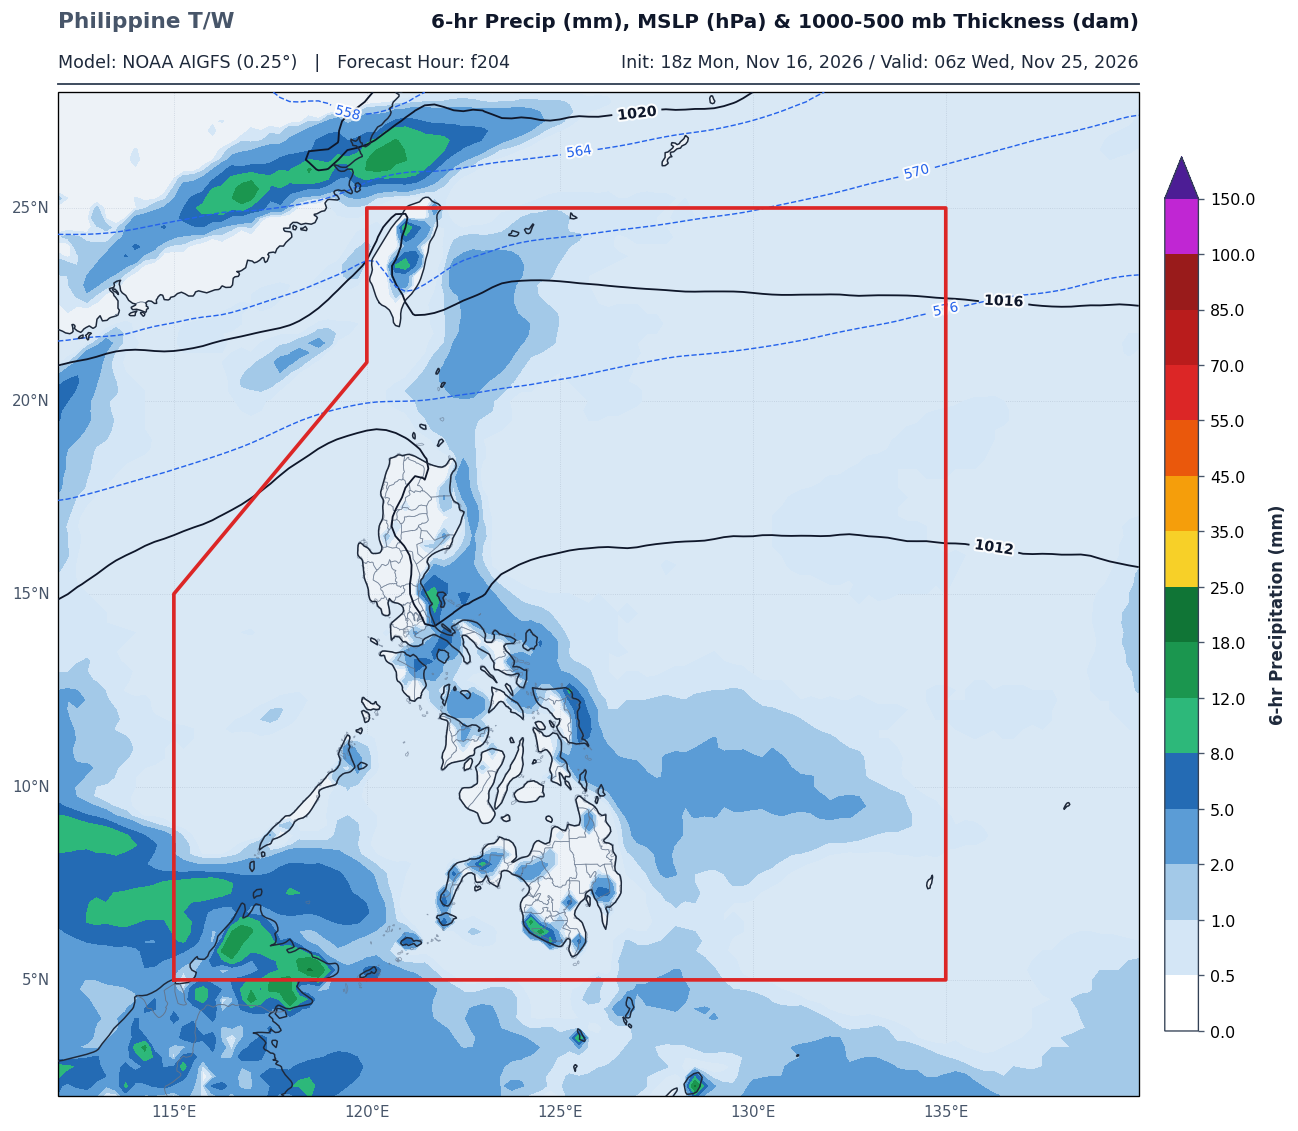 Philippine T/W
6-hr Precip (mm), MSLP (hPa) & 1000-500 mb Thickness (dam)
Model: NOAA AIGFS (0.25°)   |   Forecast Hour: f204
Init: 18z Mon, Nov 16, 2026 / Valid: 06z Wed, Nov 25, 2026
558
1020
564
570
576
1016
1012
25°N
20°N
15°N
10°N
5°N
115°E
120°E
125°E
130°E
135°E
150.0
100.0
85.0
70.0
55.0
45.0
35.0
25.0
18.0
12.0
8.0
5.0
2.0
1.0
0.5
0.0
6-hr Precipitation (mm)